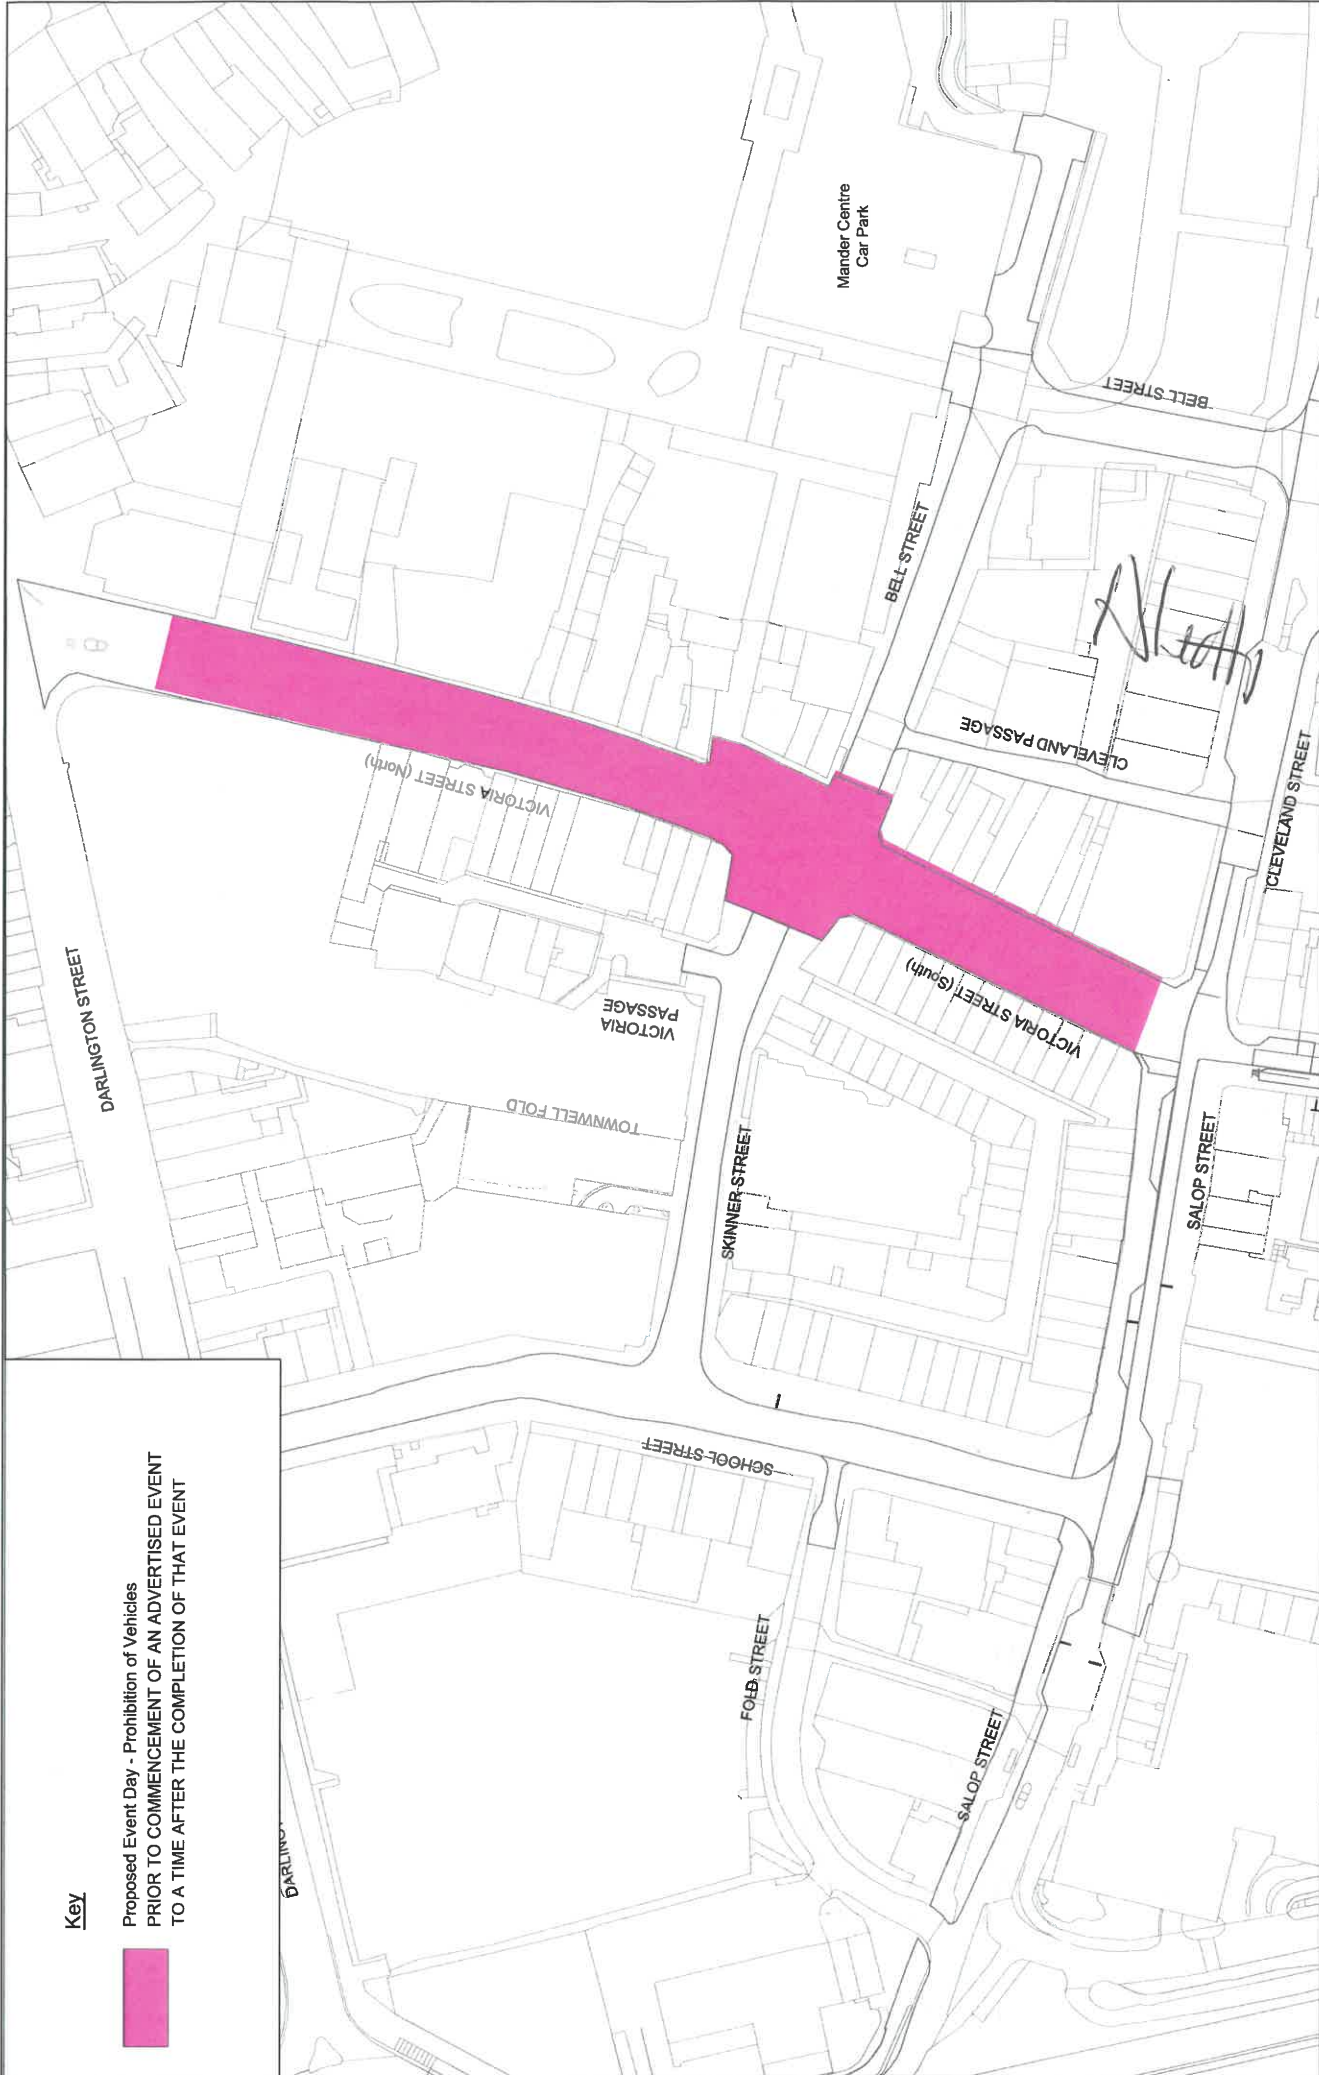 Key
Proposed Event Day - Prohibition of Vehicles
PRIOR TO COMMENCEMENT OF AN ADVERTISED EVENT
TO A TIME AFTER THE COMPLETION OF THAT EVENT
DARLINGTON STREET
VICTORIA STREET (North)
VICTORIA
PASSAGE
TOWNWELL FOLD
SKINNER STREET
VICTORIA STREET (South)
Mander Centre
Car Park
BELL STREET
BELL STREET
CLEVELAND PASSAGE
CLEVELAND STREET
SALOP STREET
SCHOOL STREET
FOLD STREET
SALOP STREET